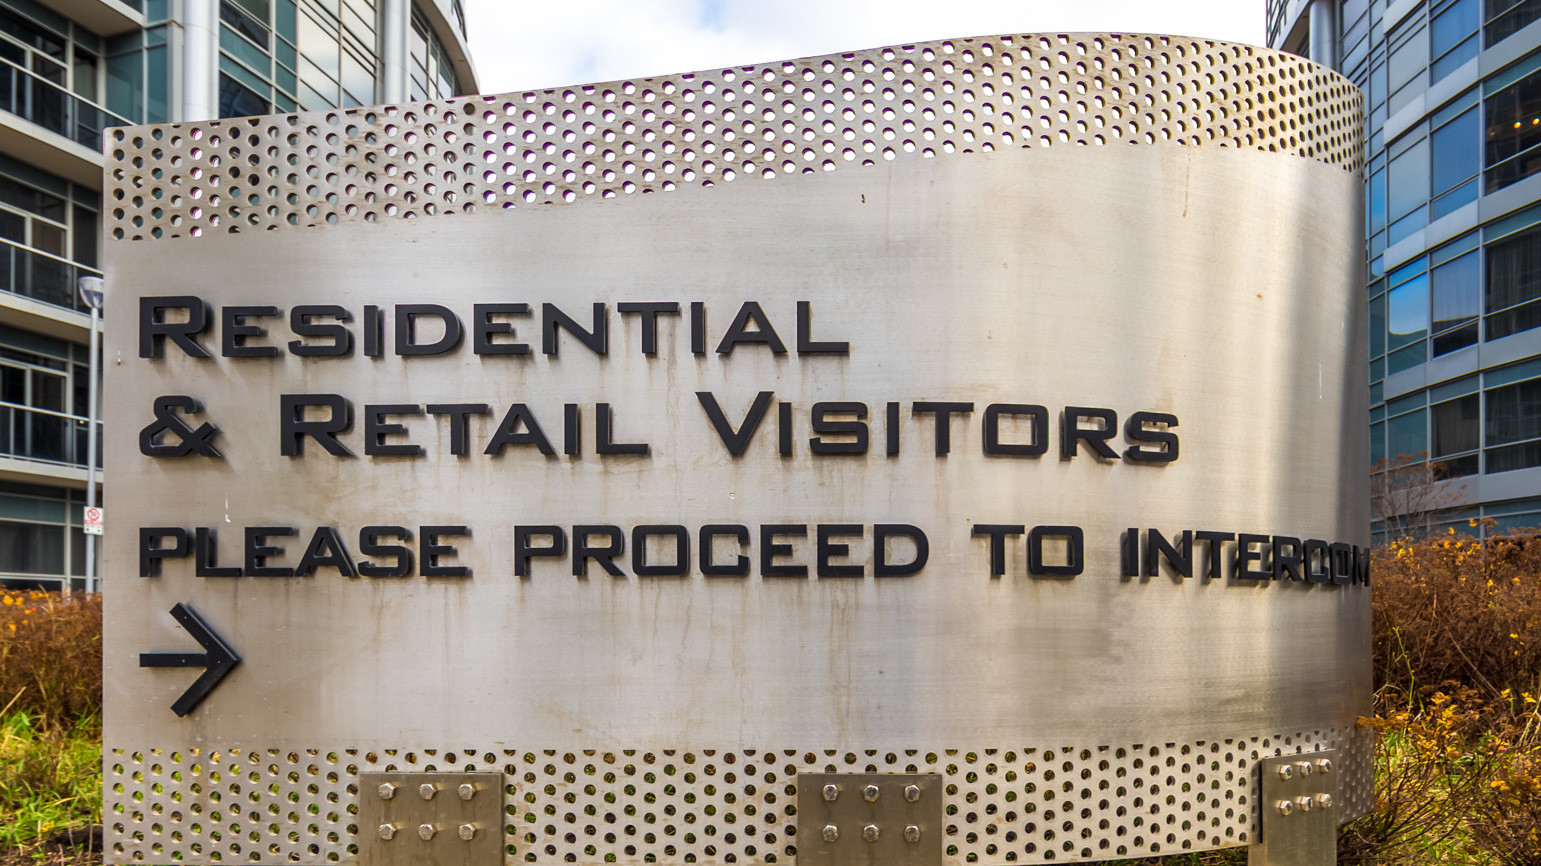 RESIDENTIAL
& RETAIL VISITORS
PLEASE PROCEED TO INTERCOM
→